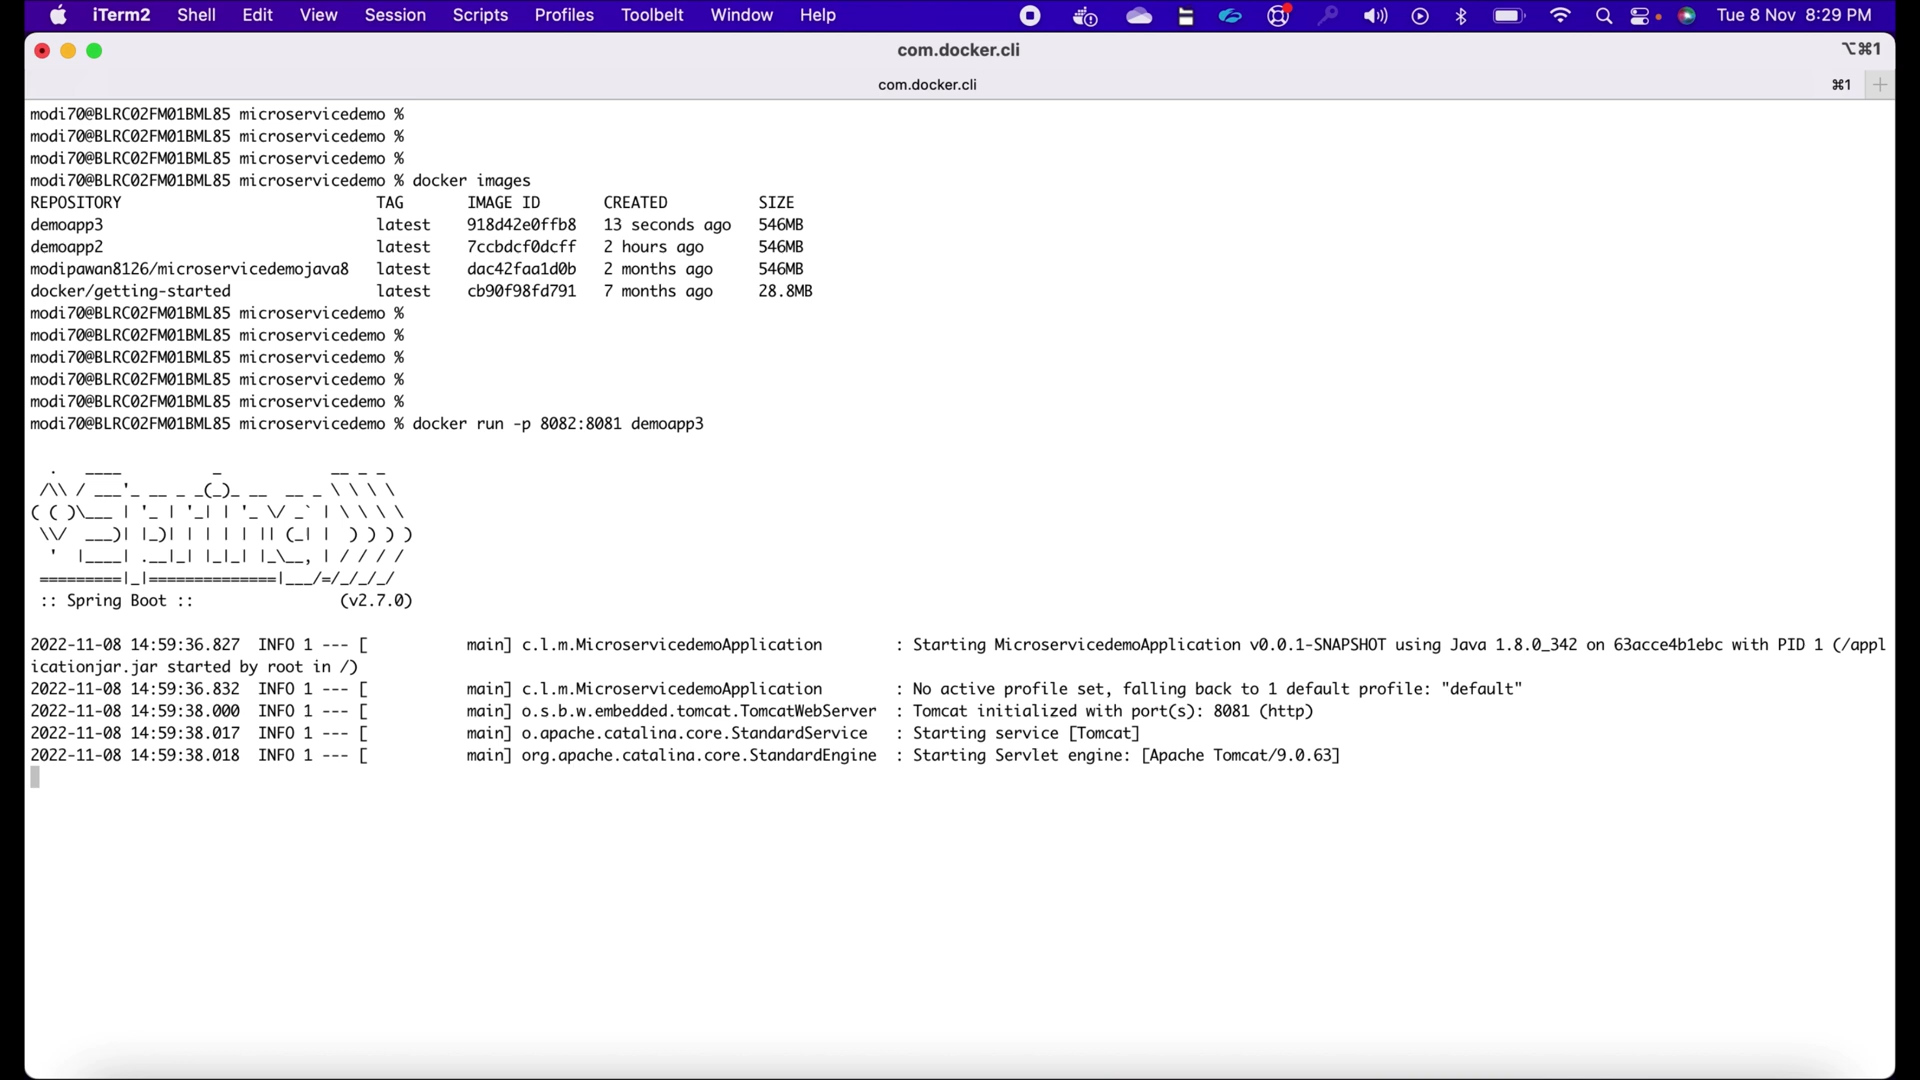 iTerm2 Shell Edit View Session Scripts Profiles Toolbelt Window Help Tue 8 Nov 8:29 PM
com.docker.cli ⌥⌘1
com.docker.cli ⌘1
modi70@BLRC02FM01BML85 microservicedemo %
modi70@BLRC02FM01BML85 microservicedemo %
modi70@BLRC02FM01BML85 microservicedemo %
modi70@BLRC02FM01BML85 microservicedemo % docker images
REPOSITORY TAG IMAGE ID CREATED SIZE
demoapp3 latest 918d42e0ffb8 13 seconds ago 546MB
demoapp2 latest 7ccbdcf0dcff 2 hours ago 546MB
modipawan8126/microservicedemojava8 latest dac42faa1d0b 2 months ago 546MB
docker/getting-started latest cb90f98fd791 7 months ago 28.8MB
modi70@BLRC02FM01BML85 microservicedemo %
modi70@BLRC02FM01BML85 microservicedemo %
modi70@BLRC02FM01BML85 microservicedemo %
modi70@BLRC02FM01BML85 microservicedemo %
modi70@BLRC02FM01BML85 microservicedemo %
modi70@BLRC02FM01BML85 microservicedemo % docker run -p 8082:8081 demoapp3
  .   ____          _            __ _ _
 /\\ / ___'_ __ _ _(_)_ __  __ _ \ \ \ \
( ( )\___ | '_ | '_| | '_ \/ _` | \ \ \ \
 \\/  ___)| |_)| | | | | || (_| |  ) ) ) )
  '  |____| .__|_| |_|_| |_\__, | / / / /
 =========|_|==============|___/=/_/_/_/
 :: Spring Boot ::                (v2.7.0)
2022-11-08 14:59:36.827  INFO 1 --- [           main] c.l.m.MicroservicedemoApplication        : Starting MicroservicedemoApplication v0.0.1-SNAPSHOT using Java 1.8.0_342 on 63acce4b1ebc with PID 1 (/appl
icationjar.jar started by root in /)
2022-11-08 14:59:36.832  INFO 1 --- [           main] c.l.m.MicroservicedemoApplication        : No active profile set, falling back to 1 default profile: "default"
2022-11-08 14:59:38.000  INFO 1 --- [           main] o.s.b.w.embedded.tomcat.TomcatWebServer  : Tomcat initialized with port(s): 8081 (http)
2022-11-08 14:59:38.017  INFO 1 --- [           main] o.apache.catalina.core.StandardService   : Starting service [Tomcat]
2022-11-08 14:59:38.018  INFO 1 --- [           main] org.apache.catalina.core.StandardEngine  : Starting Servlet engine: [Apache Tomcat/9.0.63]